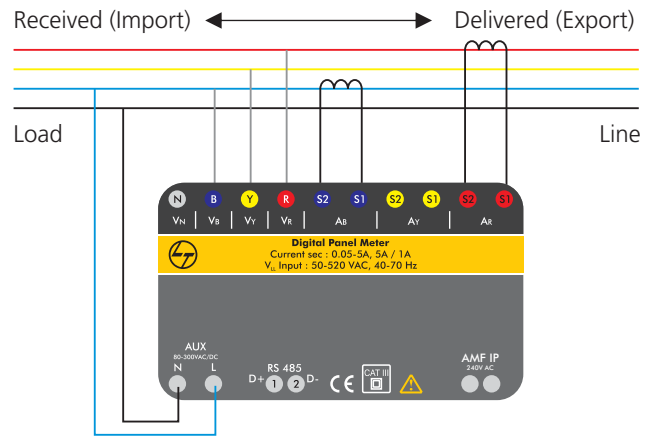 Received (Import) Delivered (Export)
Load Line
N B Y R S2 S1 S2 S1 S2 S1
VN VB VY VR AB AY AR
Digital Panel Meter
Current sec : 0.05-5A, 5A / 1A
VLL Input : 50-520 VAC, 40-70 Hz
AUX
80-300VAC/DC
N L
RS 485
D+ 1 2 D-
CE
CAT III
AMF IP
240V AC